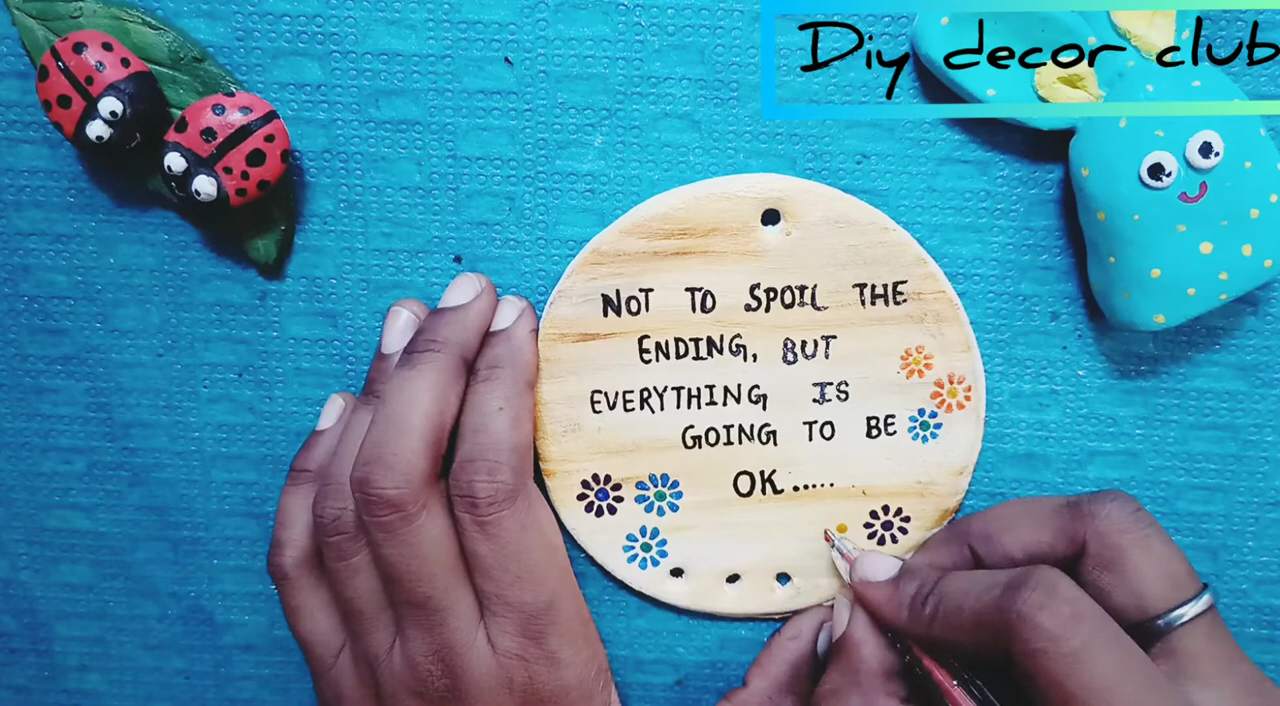 Diy decor club
NOT TO SPOIL THE
ENDING, BUT
EVERYTHING IS
GOING TO BE
OK.....